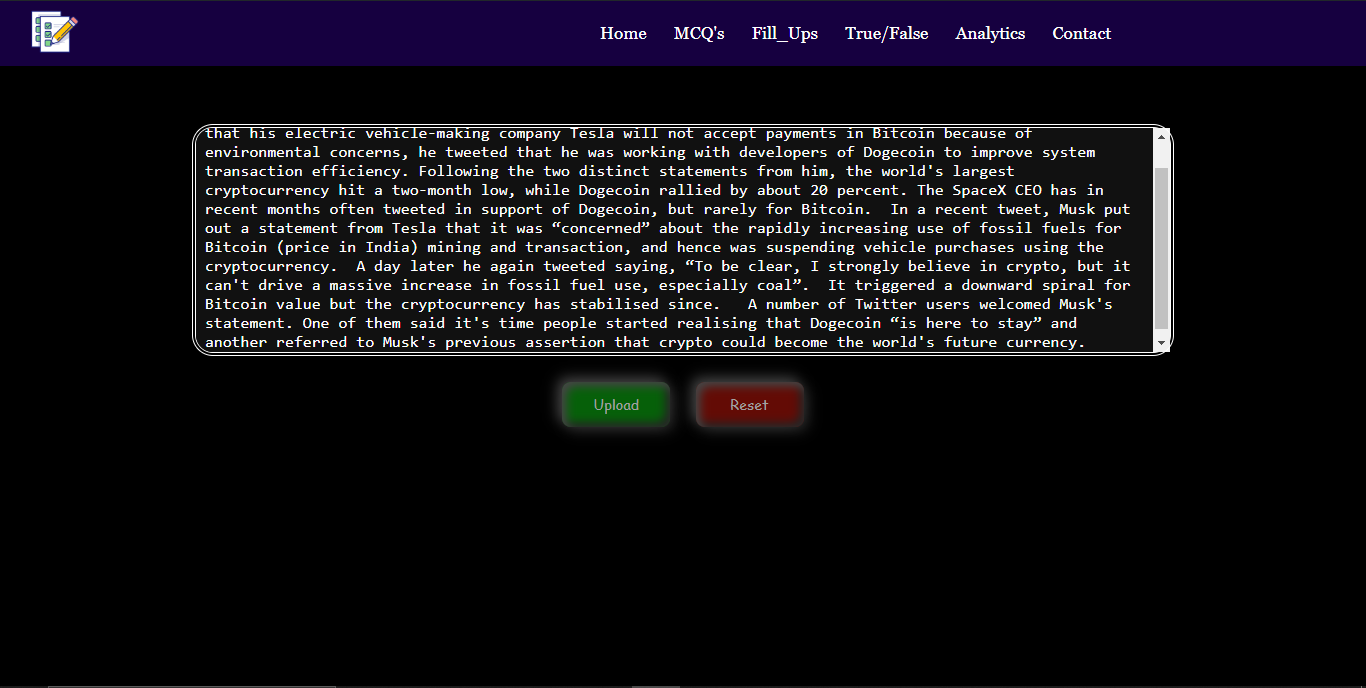 Home MCQ's Fill_Ups True/False Analytics Contact
that his electric vehicle-making company Tesla will not accept payments in Bitcoin because of
environmental concerns, he tweeted that he was working with developers of Dogecoin to improve system
transaction efficiency. Following the two distinct statements from him, the world's largest
cryptocurrency hit a two-month low, while Dogecoin rallied by about 20 percent. The SpaceX CEO has in
recent months often tweeted in support of Dogecoin, but rarely for Bitcoin.  In a recent tweet, Musk put
out a statement from Tesla that it was “concerned” about the rapidly increasing use of fossil fuels for
Bitcoin (price in India) mining and transaction, and hence was suspending vehicle purchases using the
cryptocurrency.  A day later he again tweeted saying, “To be clear, I strongly believe in crypto, but it
can't drive a massive increase in fossil fuel use, especially coal”.  It triggered a downward spiral for
Bitcoin value but the cryptocurrency has stabilised since.   A number of Twitter users welcomed Musk's
statement. One of them said it's time people started realising that Dogecoin “is here to stay” and
another referred to Musk's previous assertion that crypto could become the world's future currency.
Upload Reset